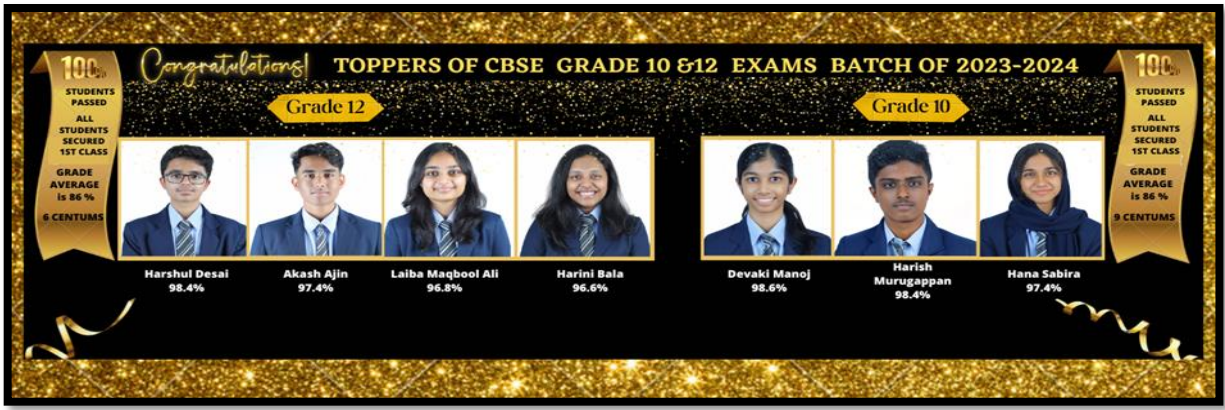 Congratulations!
TOPPERS OF CBSE GRADE 10 &12 EXAMS BATCH OF 2023-2024
100%
STUDENTS
PASSED
ALL
STUDENTS
SECURED
1ST CLASS
GRADE
AVERAGE
is 86 %
6 CENTUMS
Grade 12
Harshul Desai
98.4%
Akash Ajin
97.4%
Laiba Maqbool Ali
96.8%
Harini Bala
96.6%
Grade 10
Devaki Manoj
98.6%
Harish
Murugappan
98.4%
Hana Sabira
97.4%
100%
STUDENTS
PASSED
ALL
STUDENTS
SECURED
1ST CLASS
GRADE
AVERAGE
is 86 %
9 CENTUMS